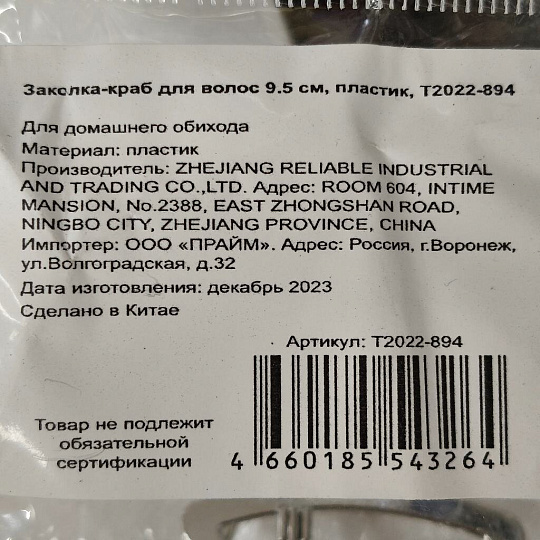 Заколка-краб для волос 9.5 см, пластик, Т2022-894
Для домашнего обихода
Материал: пластик
Производитель: ZHEJIANG RELIABLE INDUSTRIAL
AND TRADING CO.,LTD. Адрес: ROOM 604, INTIME
MANSION, No.2388, EAST ZHONGSHAN ROAD,
NINGBO CITY, ZHEJIANG PROVINCE, CHINA
Импортер: ООО «ПРАЙМ». Адрес: Россия, г.Воронеж,
ул.Волгоградская, д.32
Дата изготовления: декабрь 2023
Сделано в Китае
Артикул: Т2022-894
Товар не подлежит
обязательной
сертификации
4 660185 543264